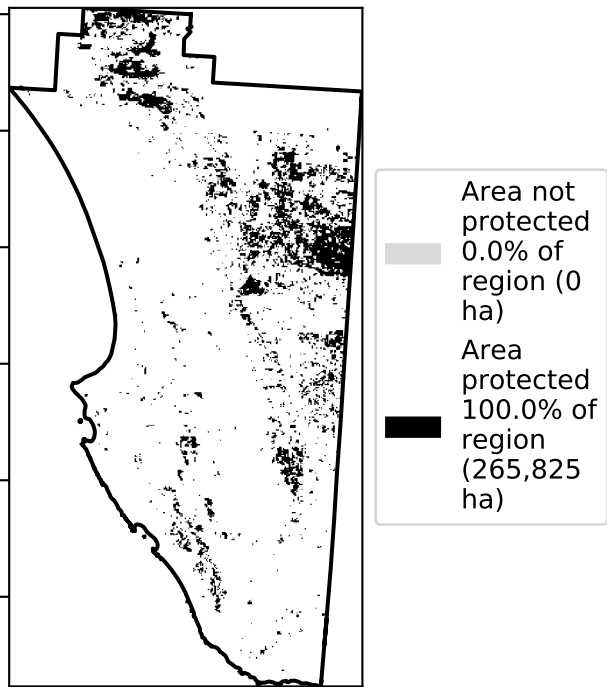 Area not
protected
0.0% of
region (0
ha)
Area
protected
100.0% of
region
(265,825
ha)